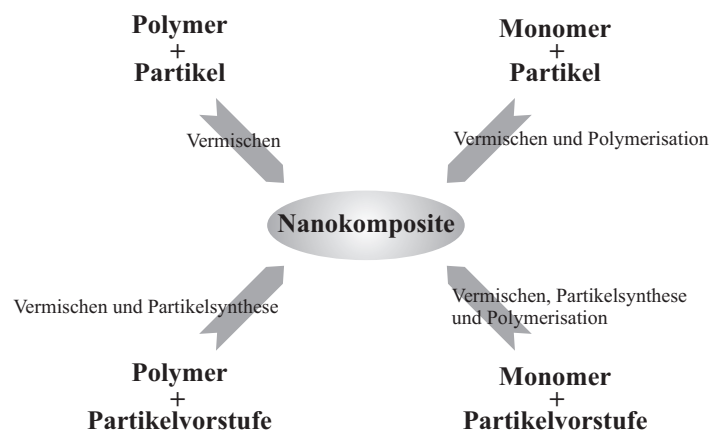 Polymer
+
Partikel
Monomer
+
Partikel
Vermischen
Vermischen und Polymerisation
Nanokomposite
Vermischen und Partikelsynthese
Vermischen, Partikelsynthese
und Polymerisation
Polymer
+
Partikelvorstufe
Monomer
+
Partikelvorstufe